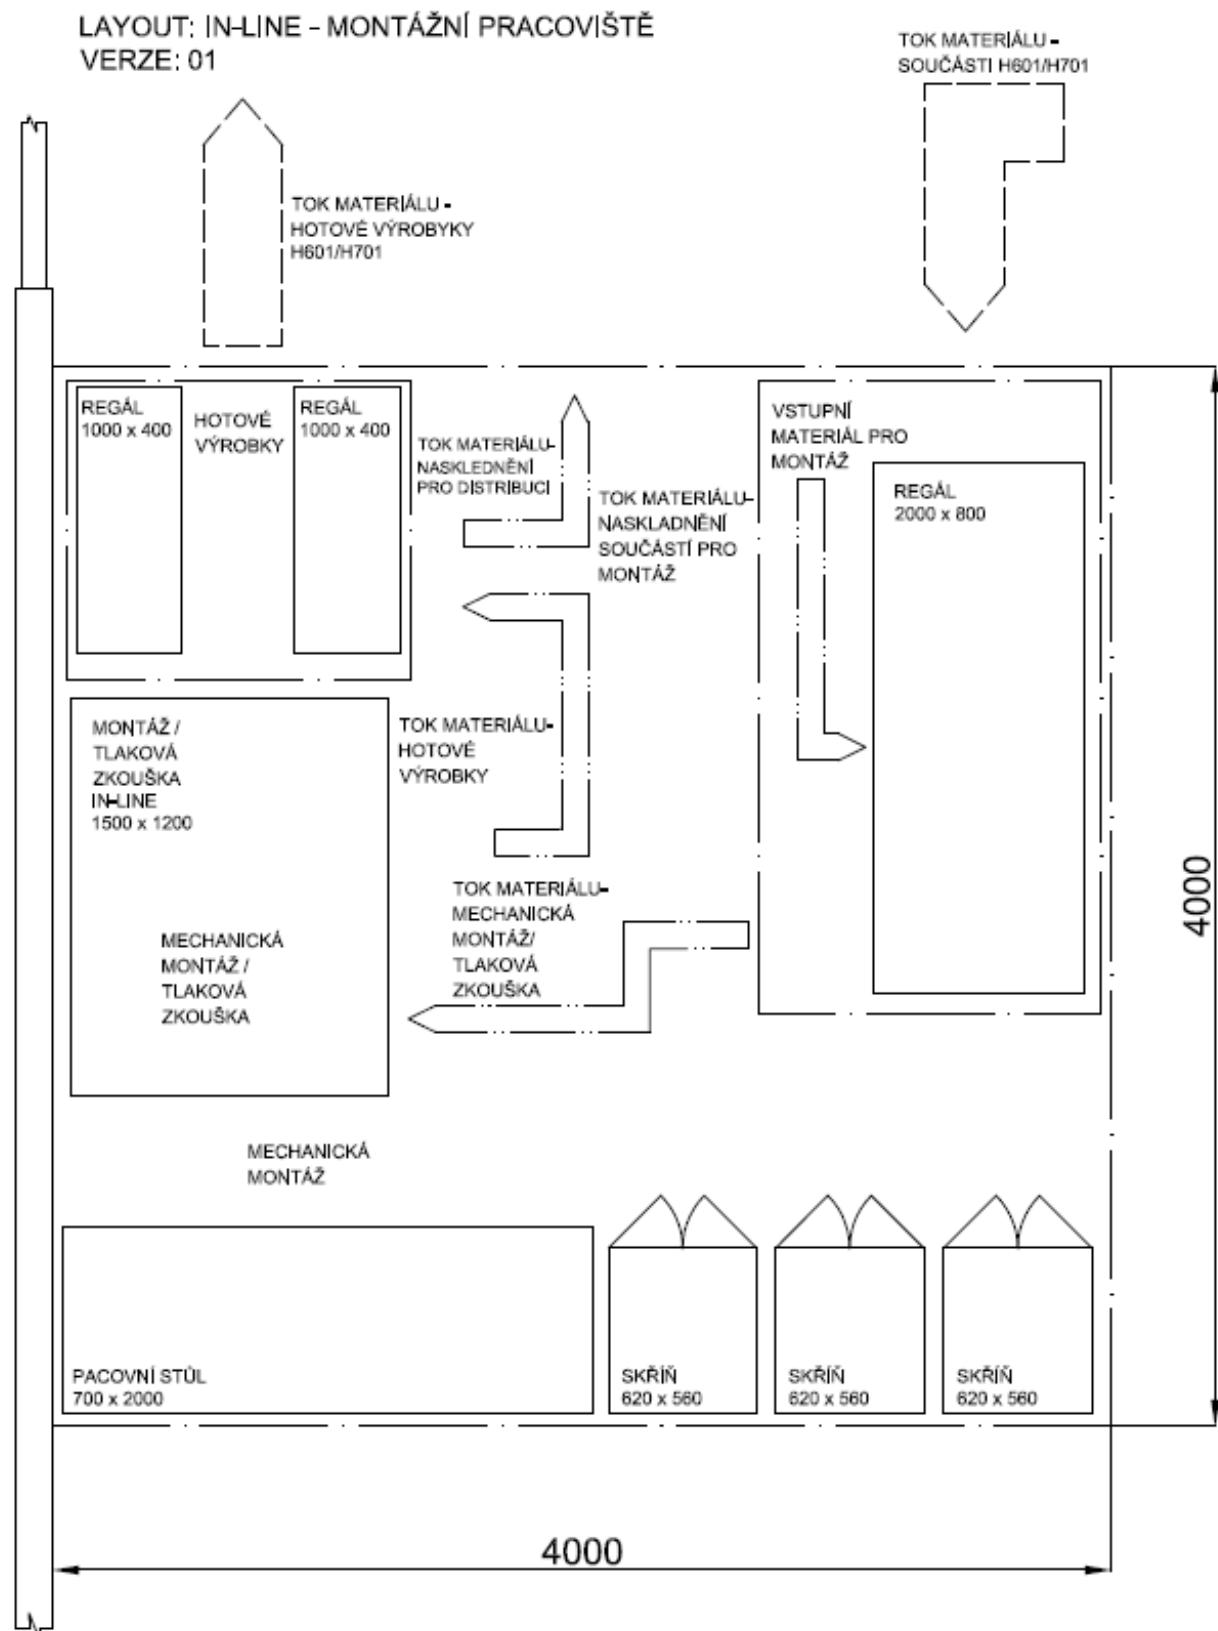 LAYOUT: IN-LINE - MONTÁŽNÍ PRACOVIŠTĚ
VERZE: 01
TOK MATERIÁLU -
SOUČÁSTI H601/H701
TOK MATERIÁLU -
HOTOVÉ VÝROBYKY
H601/H701
REGÁL
1000 x 400
HOTOVÉ
VÝROBKY
REGÁL
1000 x 400
TOK MATERIÁLU-
NASKLEDNĚNÍ
PRO DISTRIBUCI
TOK MATERIÁLU-
NASKLADNĚNÍ
SOUČÁSTÍ PRO
MONTÁŽ
VSTUPNÍ
MATERIÁL PRO
MONTÁŽ
REGÁL
2000 x 800
MONTÁŽ /
TLAKOVÁ
ZKOUŠKA
IN-LINE
1500 x 1200
TOK MATERIÁLU-
HOTOVÉ
VÝROBKY
MECHANICKÁ
MONTÁŽ /
TLAKOVÁ
ZKOUŠKA
TOK MATERIÁLU-
MECHANICKÁ
MONTÁŽ/
TLAKOVÁ
ZKOUŠKA
4000
MECHANICKÁ
MONTÁŽ
PACOVNÍ STŮL
700 x 2000
SKŘÍŇ
620 x 560
SKŘÍŇ
620 x 560
SKŘÍŇ
620 x 560
4000